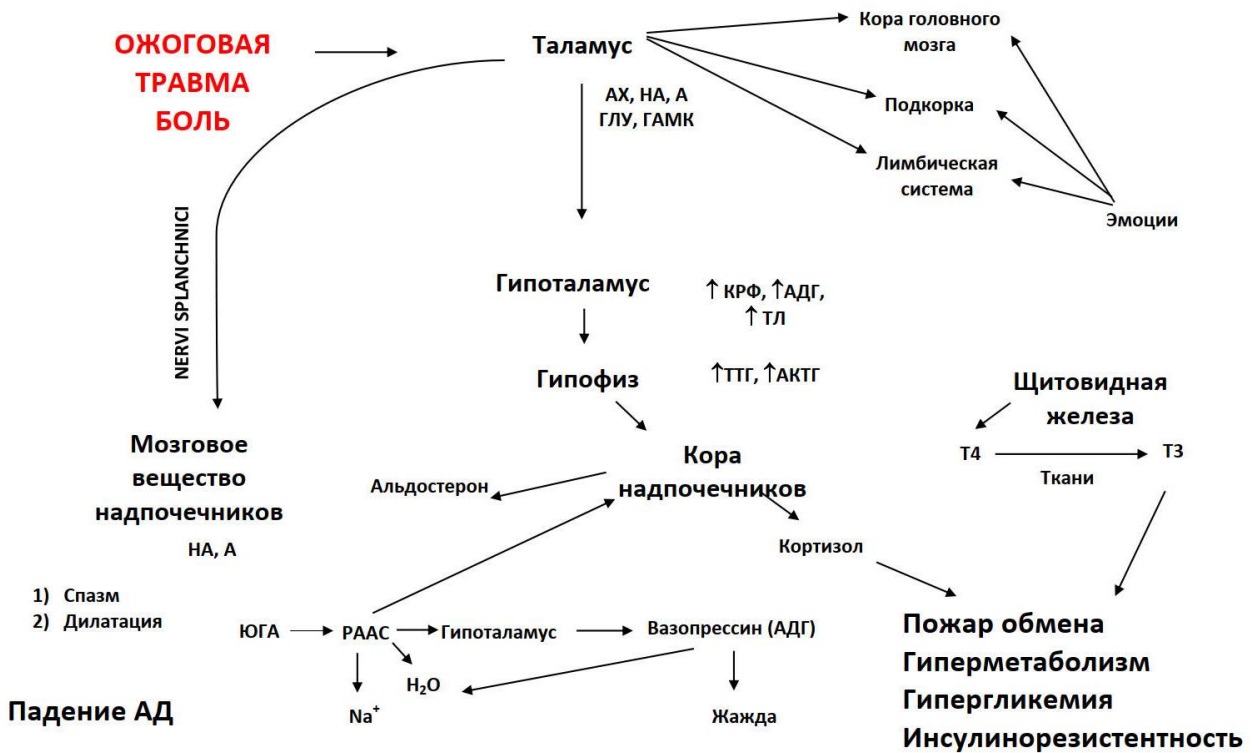 ОЖОГОВАЯ
ТРАВМА
БОЛЬ
Таламус
Кора головного
мозга
АХ, НА, А
ГЛУ, ГАМК
Подкорка
Лимбическая
система
Эмоции
NERVI SPLANCHNICI
Гипоталамус
↑ КРФ, ↑АДГ,
↑ ТЛ
Гипофиз
↑ТТГ, ↑АКТГ
Щитовидная
железа
Т4
Т3
Ткани
Мозговое
вещество
надпочечников
НА, А
Альдостерон
Кора
надпочечников
Кортизол
1) Спазм
2) Дилатация
ЮГА
РААС
Гипоталамус
Вазопрессин (АДГ)
H₂O
Na⁺
Жажда
Падение АД
Пожар обмена
Гиперметаболизм
Гипергликемия
Инсулинорезистентность